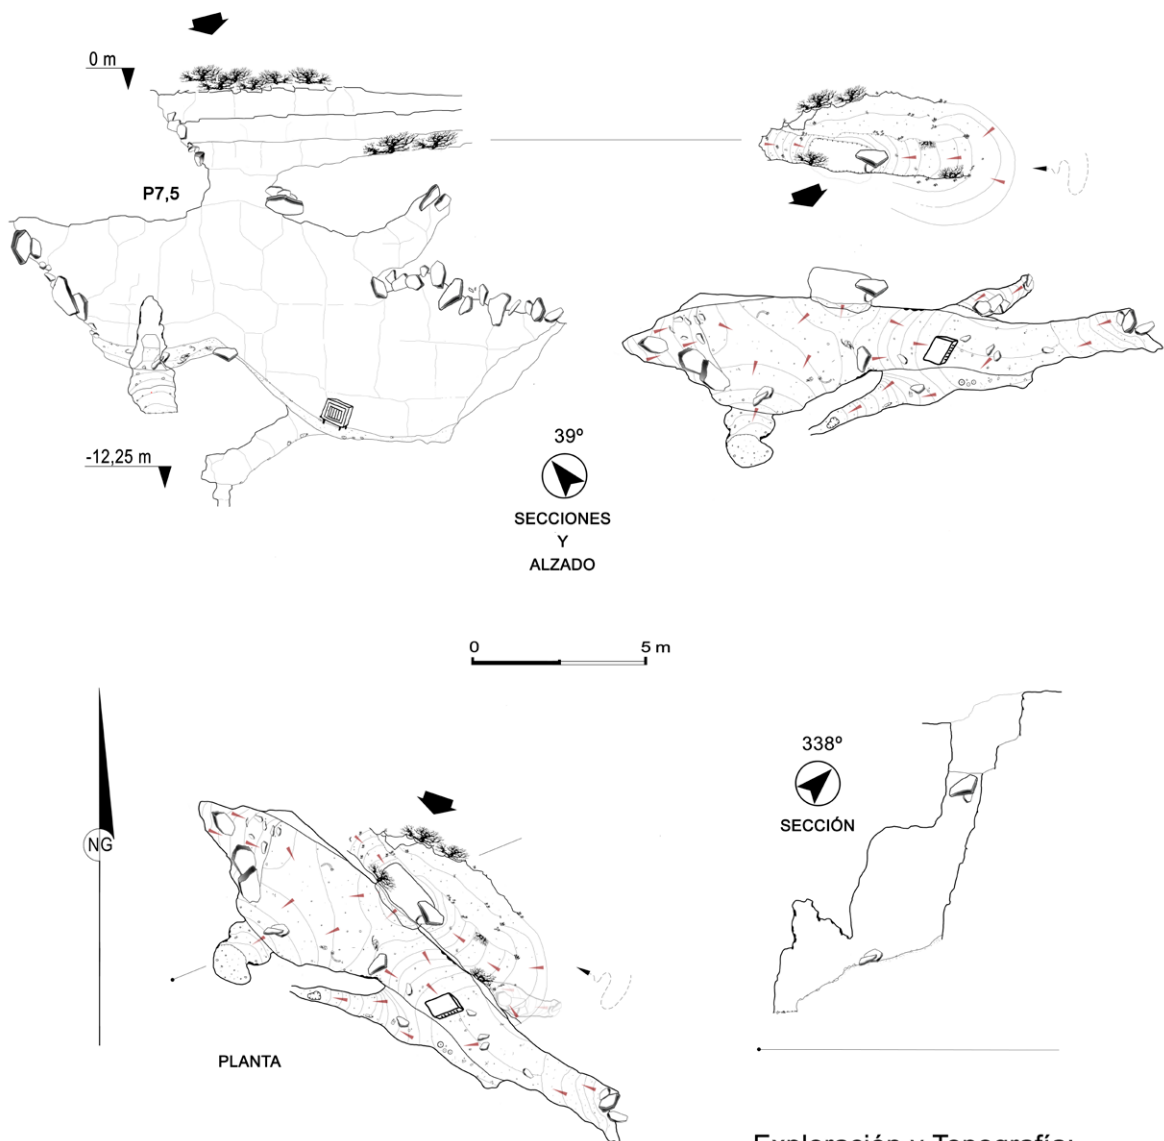 0 m
P7,5
-12,25 m
39º
SECCIONES
Y
ALZADO
0 5 m
338º
SECCIÓN
NG
PLANTA
Exploración y Topografía: